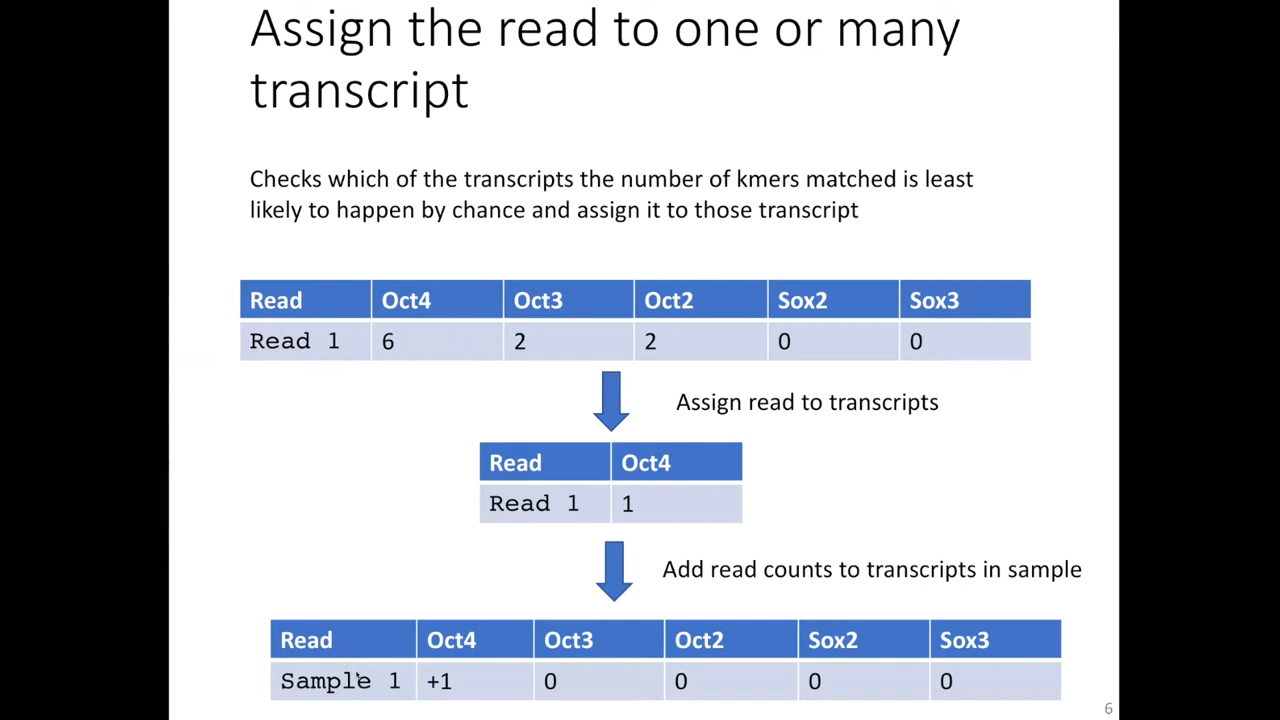 Assign the read to one or many
transcript
Checks which of the transcripts the number of kmers matched is least
likely to happen by chance and assign it to those transcript
Read Oct4 Oct3 Oct2 Sox2 Sox3
Read 1 6 2 2 0 0
Assign read to transcripts
Read Oct4
Read 1 1
Add read counts to transcripts in sample
Read Oct4 Oct3 Oct2 Sox2 Sox3
Sample 1 +1 0 0 0 0
6